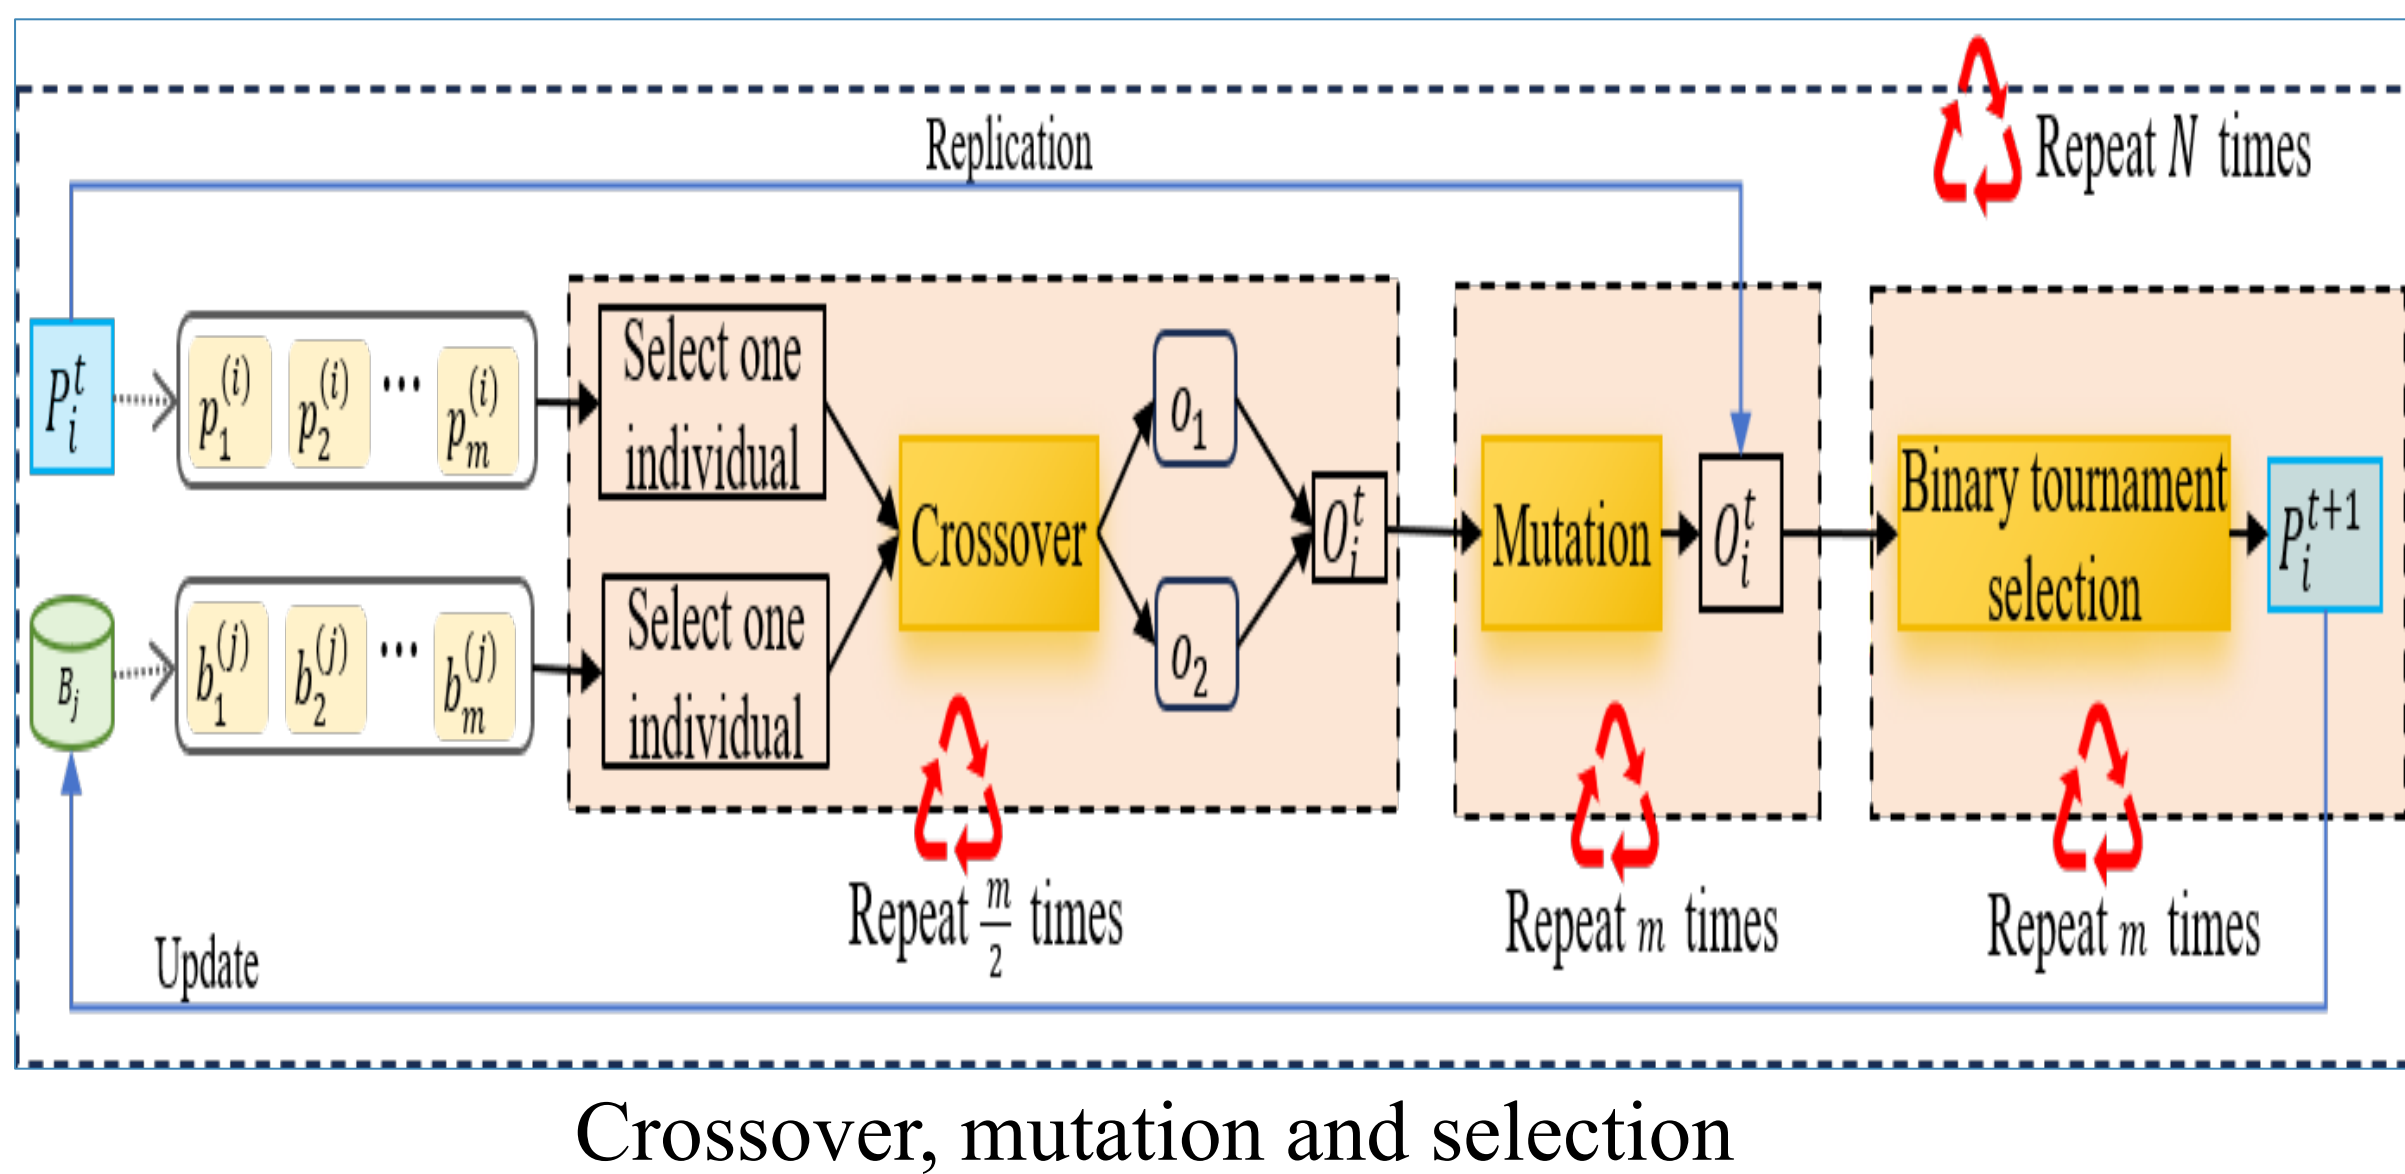 Replication
Repeat N times
P_i^t
p_1^{(i)} p_2^{(i)} ... p_m^{(i)}
Select one
individual
B_j
b_1^{(j)} b_2^{(j)} ... b_m^{(j)}
Select one
individual
Crossover
o_1
o_2
O_i^t
Repeat \frac{m}{2} times
Mutation
O_i^t
Repeat m times
Binary tournament
selection
P_i^{t+1}
Repeat m times
Update
Crossover, mutation and selection